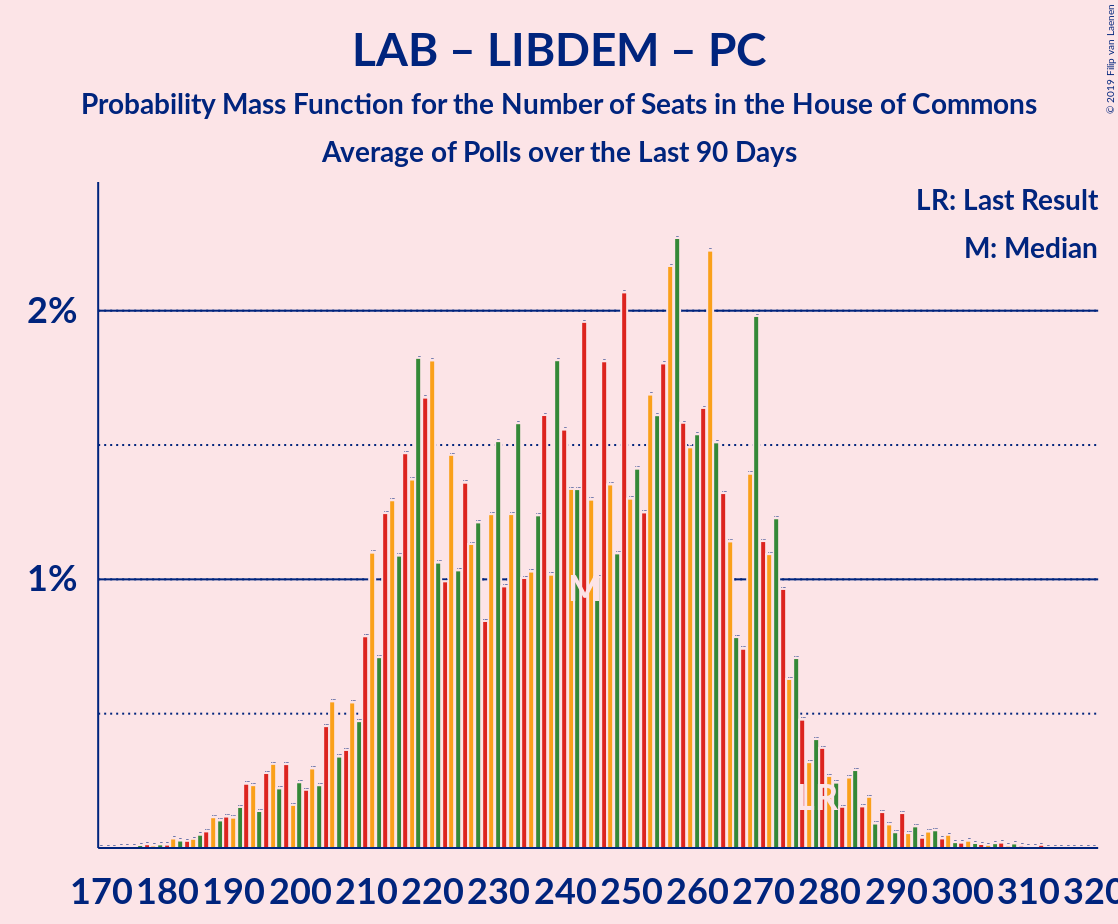 LAB – LIBDEM – PC
Probability Mass Function for the Number of Seats in the House of Commons
Average of Polls over the Last 90 Days
© 2019 Filip van Laenen
LR: Last Result
M: Median
2%
1%
M
LR
170 180 190 200 210 220 230 240 250 260 270 280 290 300 310 320